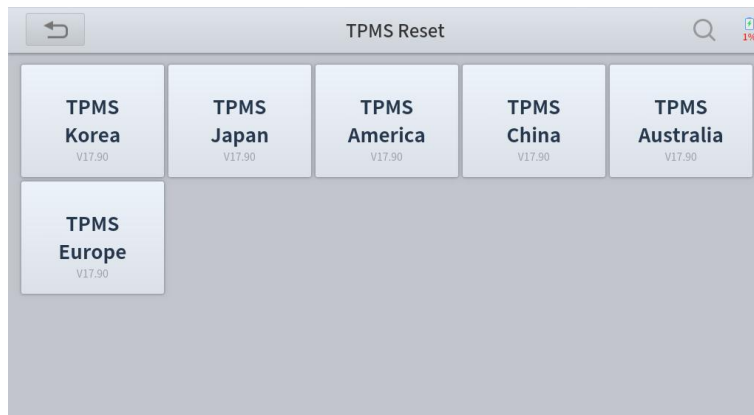 TPMS Reset
1%
TPMS
Korea
V17.90
TPMS
Japan
V17.90
TPMS
America
V17.90
TPMS
China
V17.90
TPMS
Australia
V17.90
TPMS
Europe
V17.90